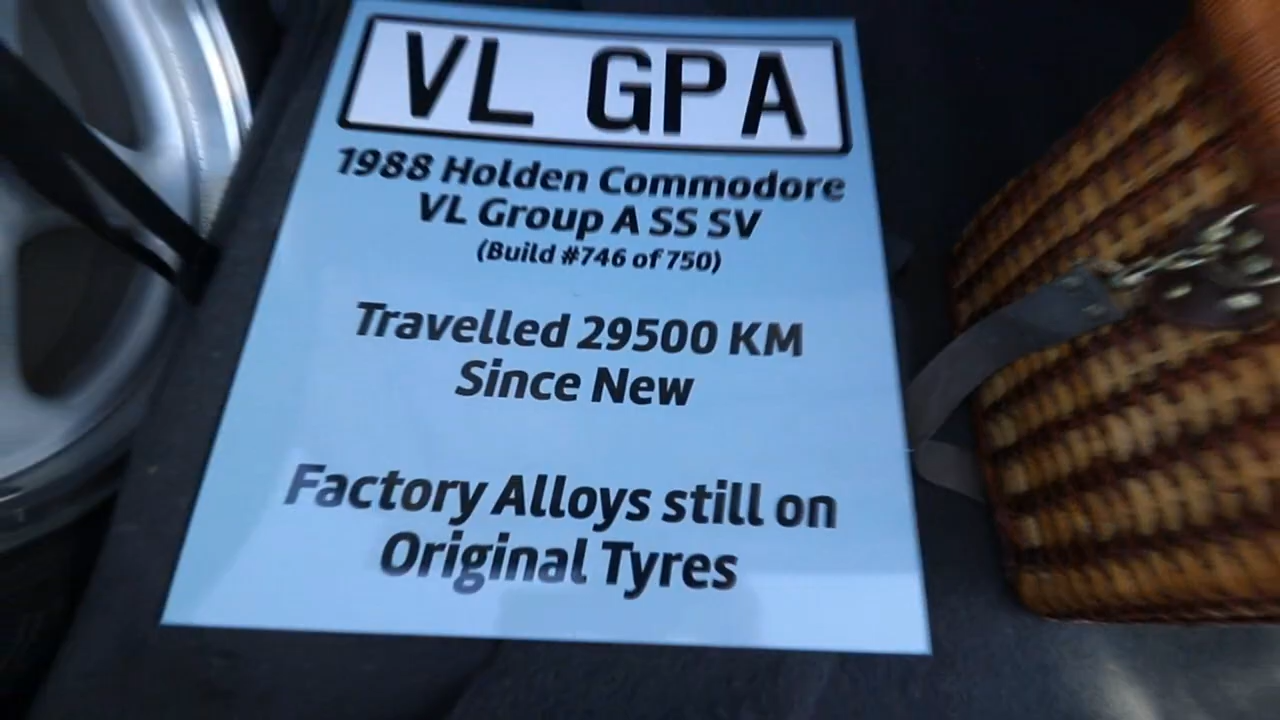 VL GPA
1988 Holden Commodore
VL Group A SS SV
(Build #746 of 750)
Travelled 29500 KM
Since New
Factory Alloys still on
Original Tyres